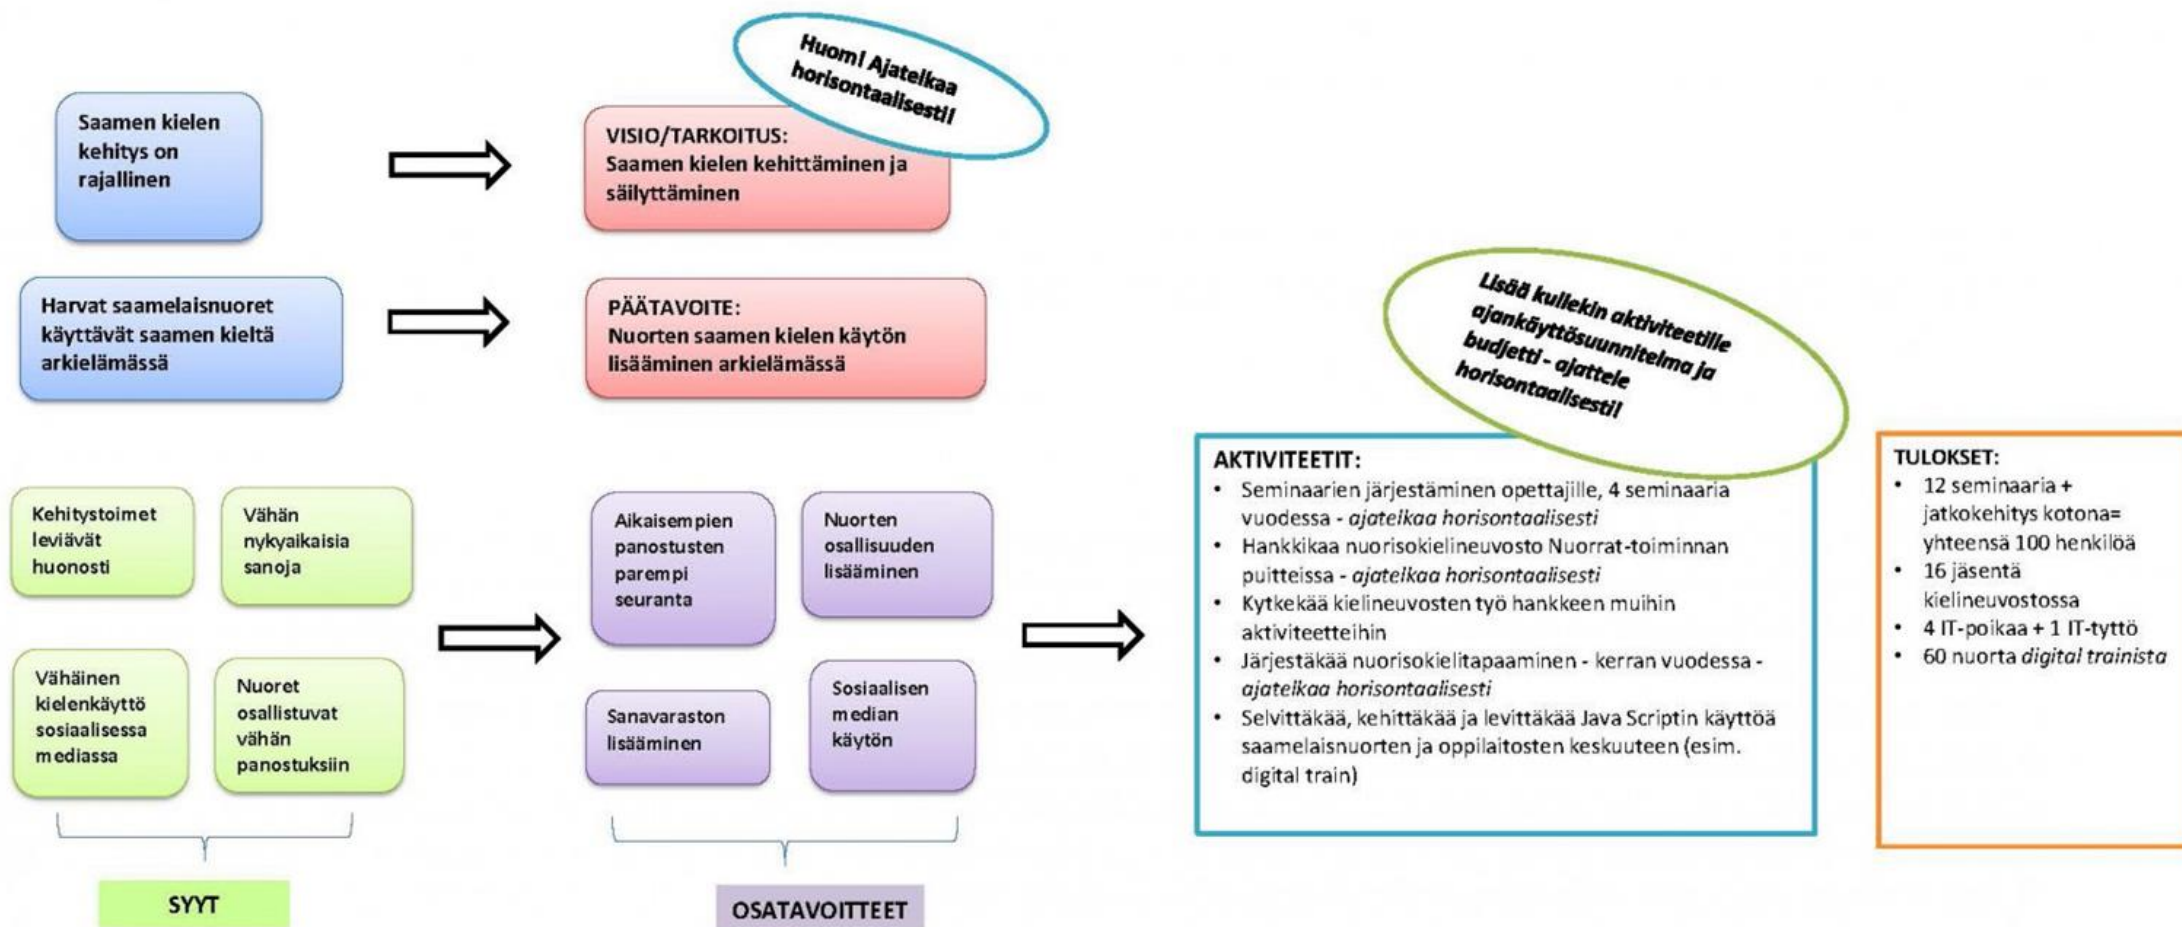 Huom! Ajatelkaa
horisontaalisesti!
Saamen kielen
kehitys on
rajallinen
VISIO/TARKOITUS:
Saamen kielen kehittäminen ja
säilyttäminen
Harvat saamelaisnuoret
käyttävät saamen kieltä
arkielämässä
PÄÄTAVOITE:
Nuorten saamen kielen käytön
lisääminen arkielämässä
Lisää kullekin aktiviteetille
ajankäyttösuunnitelma ja
budjetti - ajattele
horisontaalisesti!
Kehitystoimet
leviävät
huonosti
Vähän
nykyaikaisia
sanoja
Vähäinen
kielenkäyttö
sosiaalisessa
mediassa
Nuoret
osallistuvat
vähän
panostuksiin
SYYT
Aikaisempien
panostusten
parempi
seuranta
Nuorten
osallisuuden
lisääminen
Sanavaraston
lisääminen
Sosiaalisen
median
käytön
OSATAVOITTEET
AKTIVITEETIT:
• Seminaarien järjestäminen opettajille, 4 seminaaria
vuodessa - ajatelkaa horisontaalisesti
• Hankkikaa nuorisokielineuvosto Nuorrat-toiminnan
puitteissa - ajatelkaa horisontaalisesti
• Kytkekää kielineuvosten työ hankkeen muihin
aktiviteetteihin
• Järjestäkää nuorisokielitapaaminen - kerran vuodessa -
ajatelkaa horisontaalisesti
• Selvittäkää, kehittäkää ja levittäkää Java Scriptin käyttöä
saamelaisnuorten ja oppilaitosten keskuuteen (esim.
digital train)
TULOKSET:
• 12 seminaaria +
jatkokehitys kotona=
yhteensä 100 henkilöä
• 16 jäsentä
kielineuvostossa
• 4 IT-poikaa + 1 IT-tyttö
• 60 nuorta digital trainista